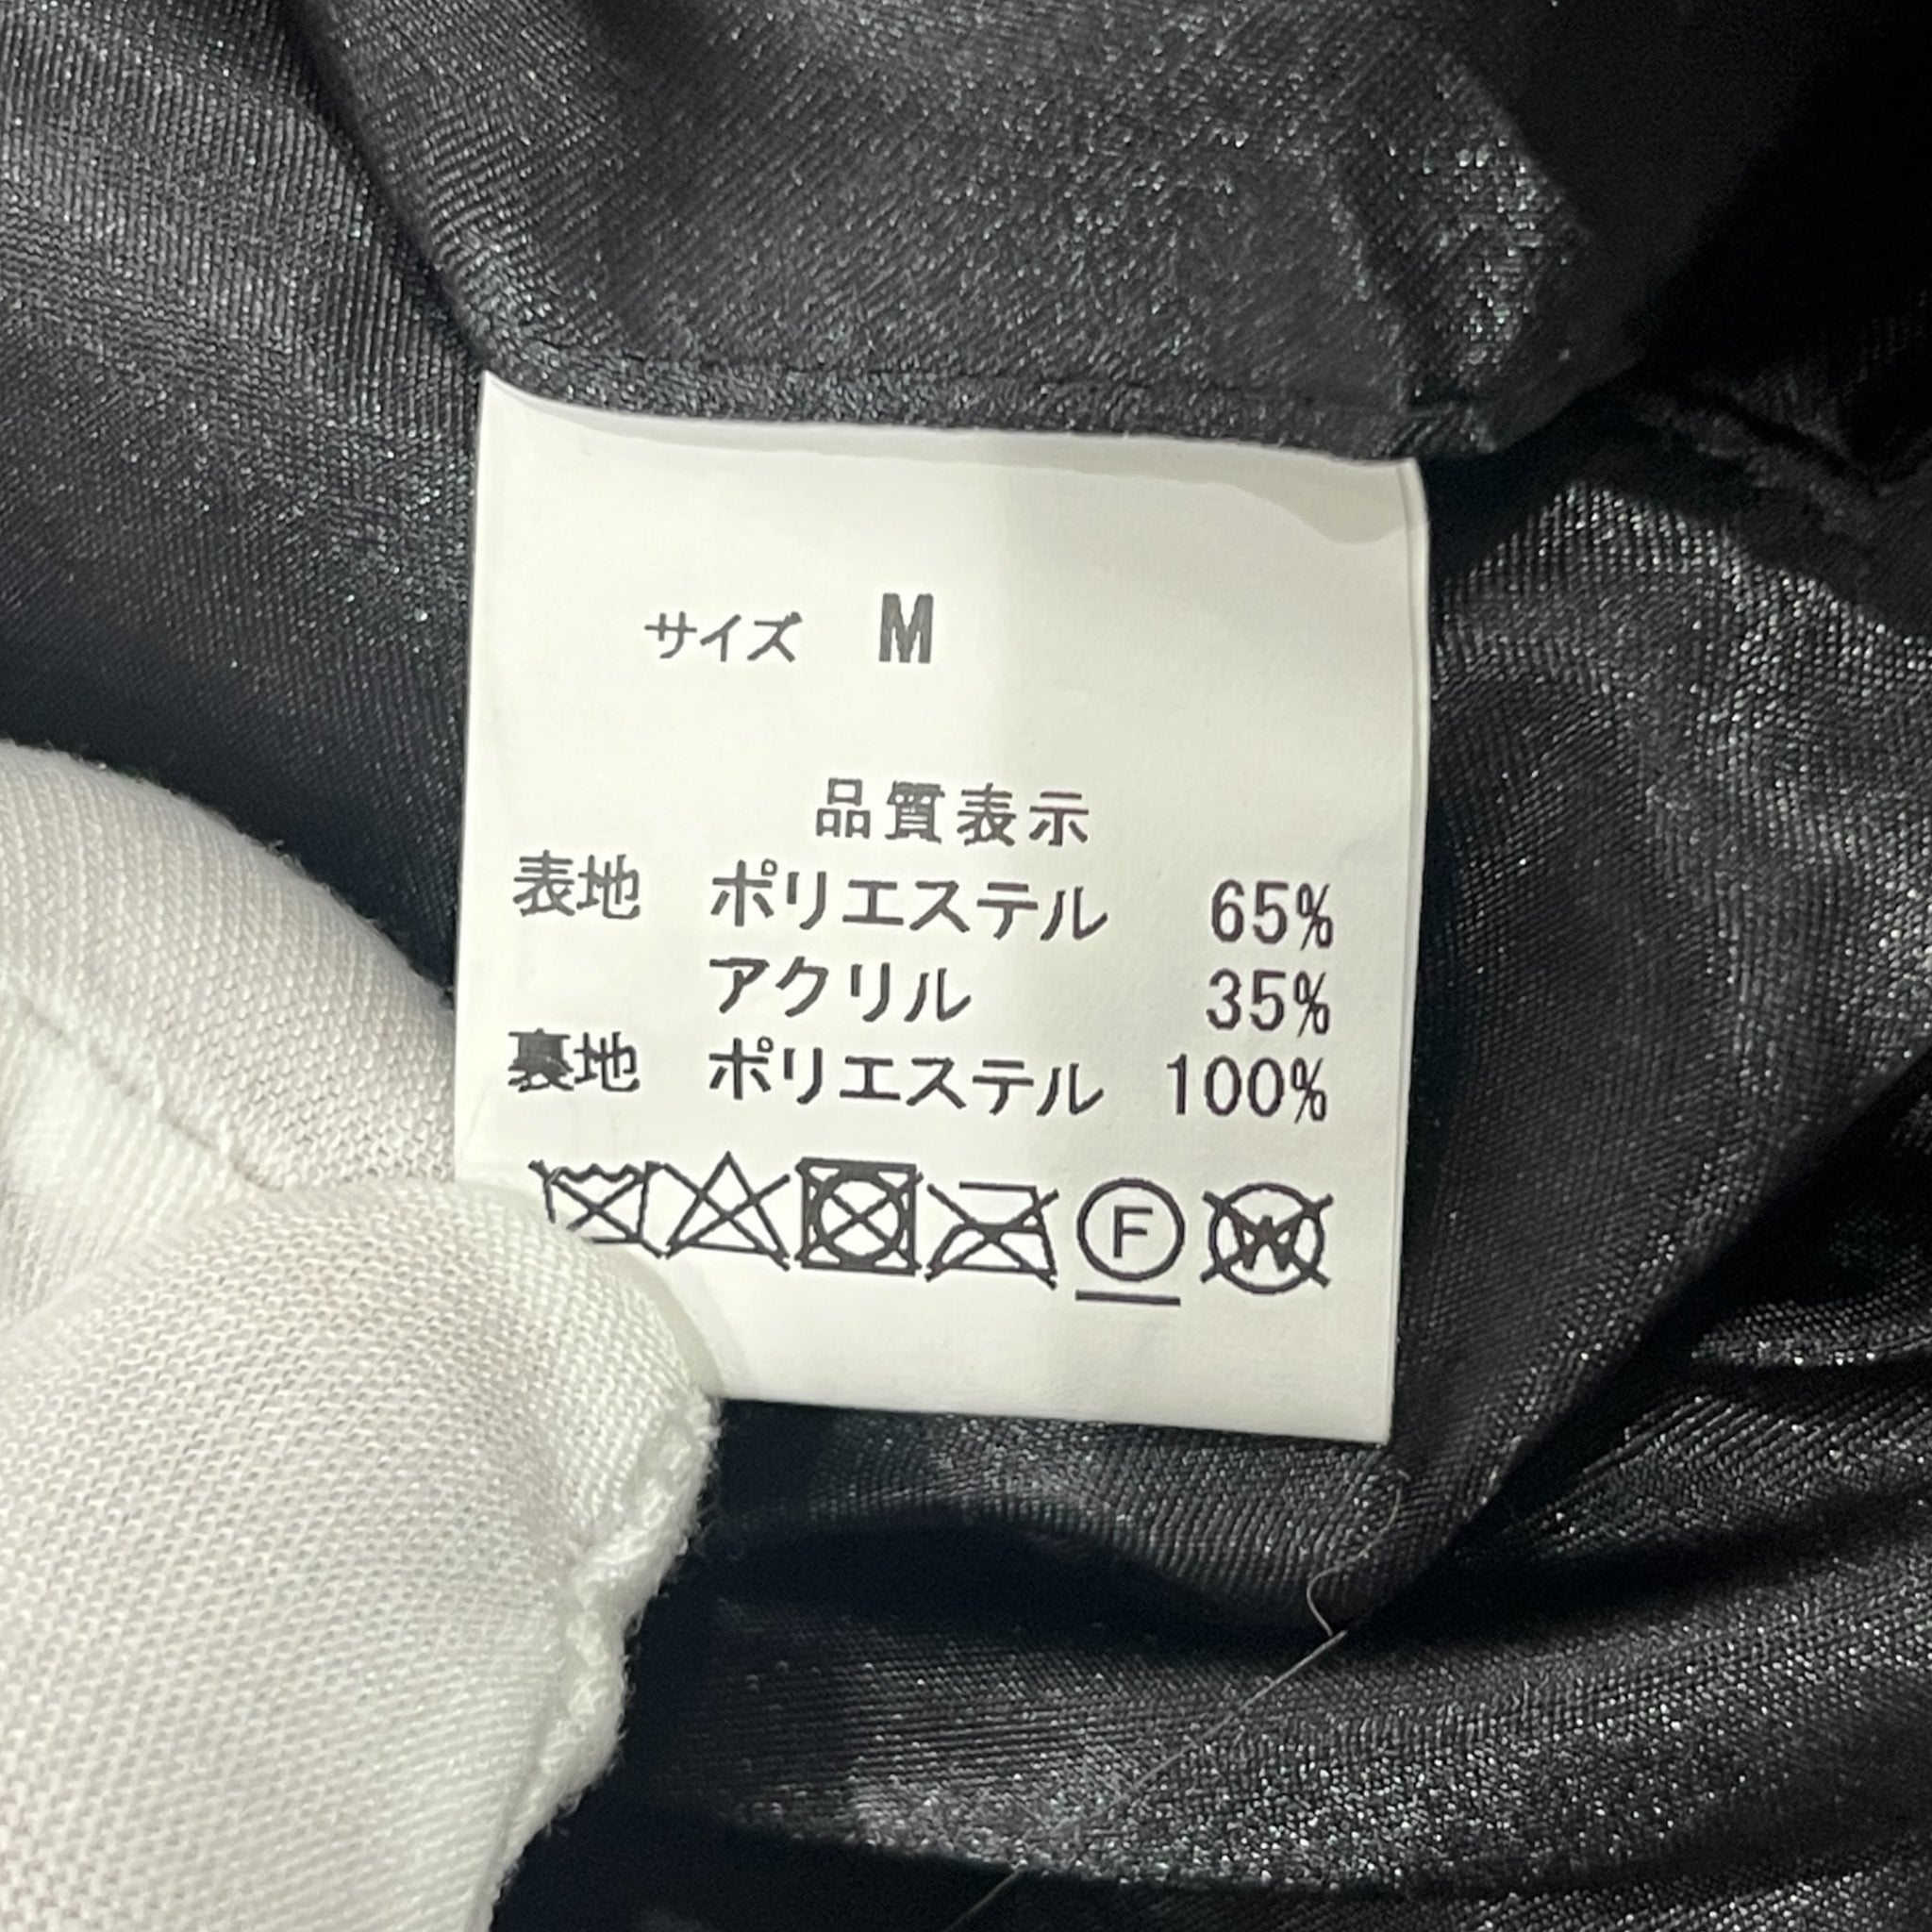 サイズ M
品質表示
表地 ポリエステル 65%
アクリル 35%
裏地 ポリエステル 100%
F W